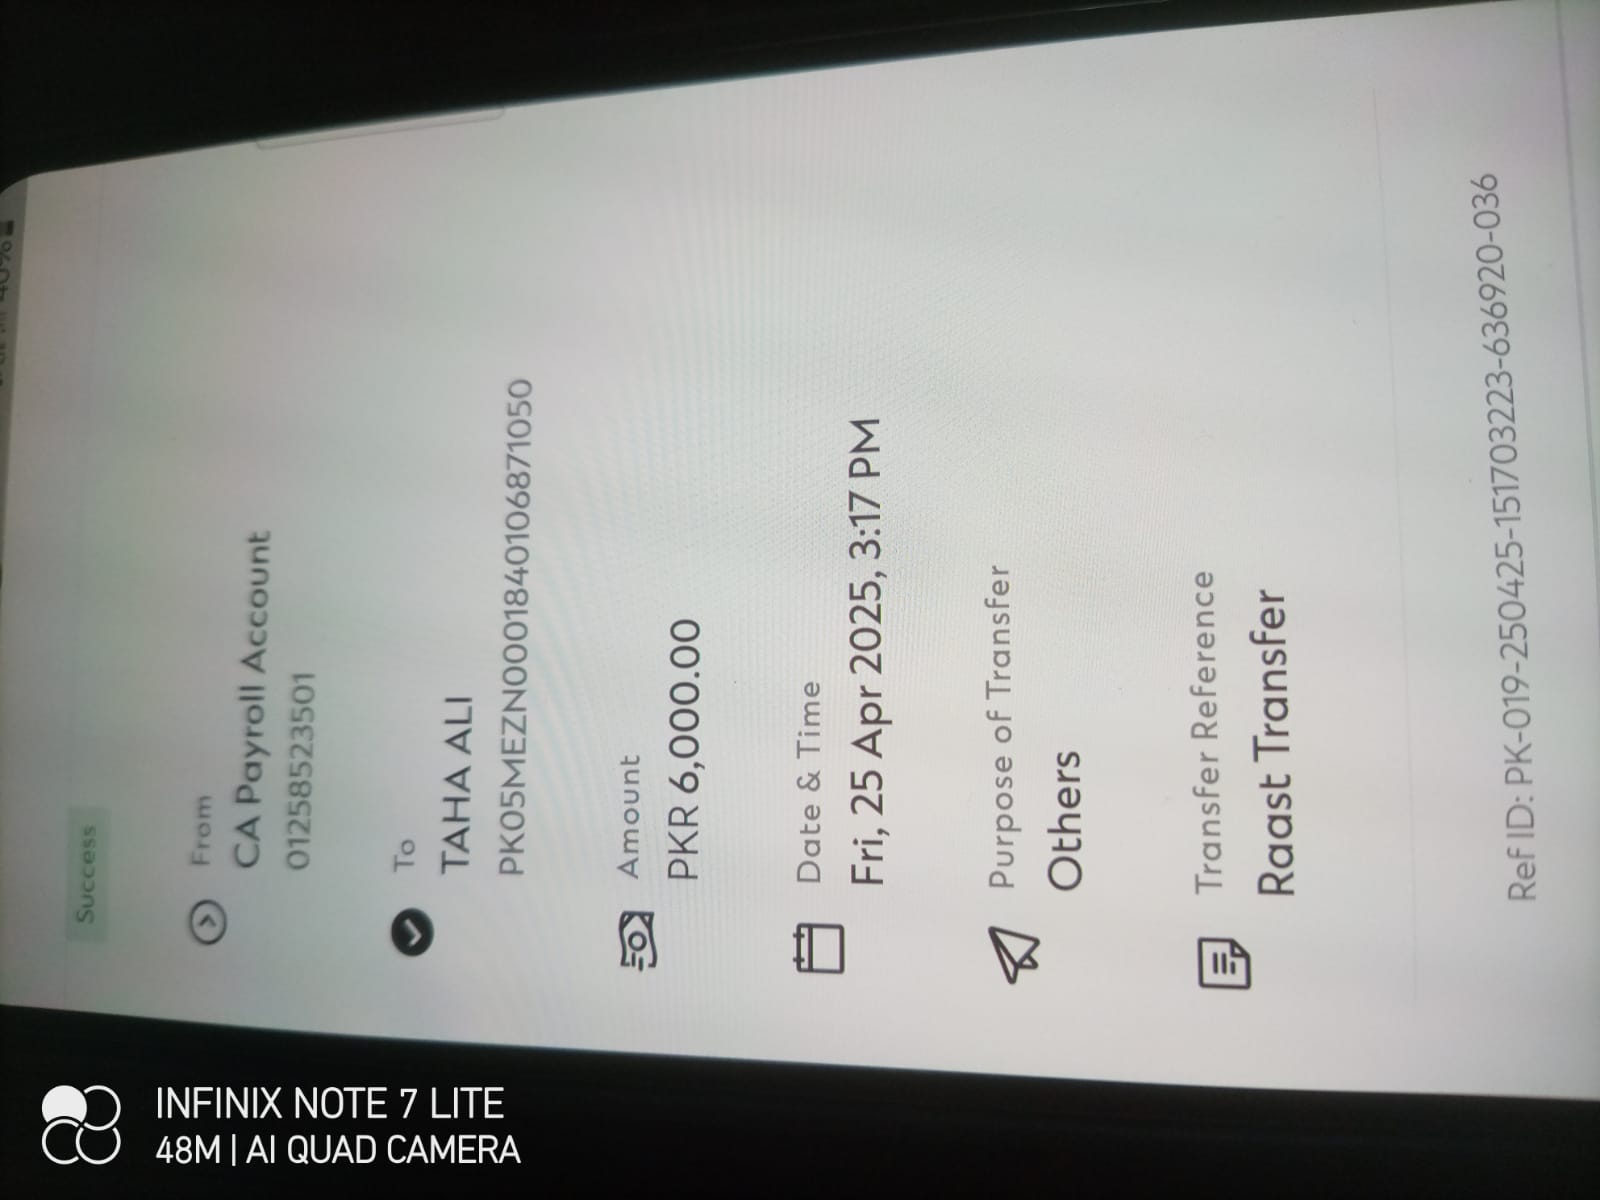 Success
From
CA Payroll Account
01258523501
To
TAHA ALI
PK05MEZN0001840106871050
Amount
PKR 6,000.00
Date & Time
Fri, 25 Apr 2025, 3:17 PM
Purpose of Transfer
Others
Transfer Reference
Raast Transfer
Ref ID: PK-019-250425-151703223-636920-036
INFINIX NOTE 7 LITE
48M | AI QUAD CAMERA